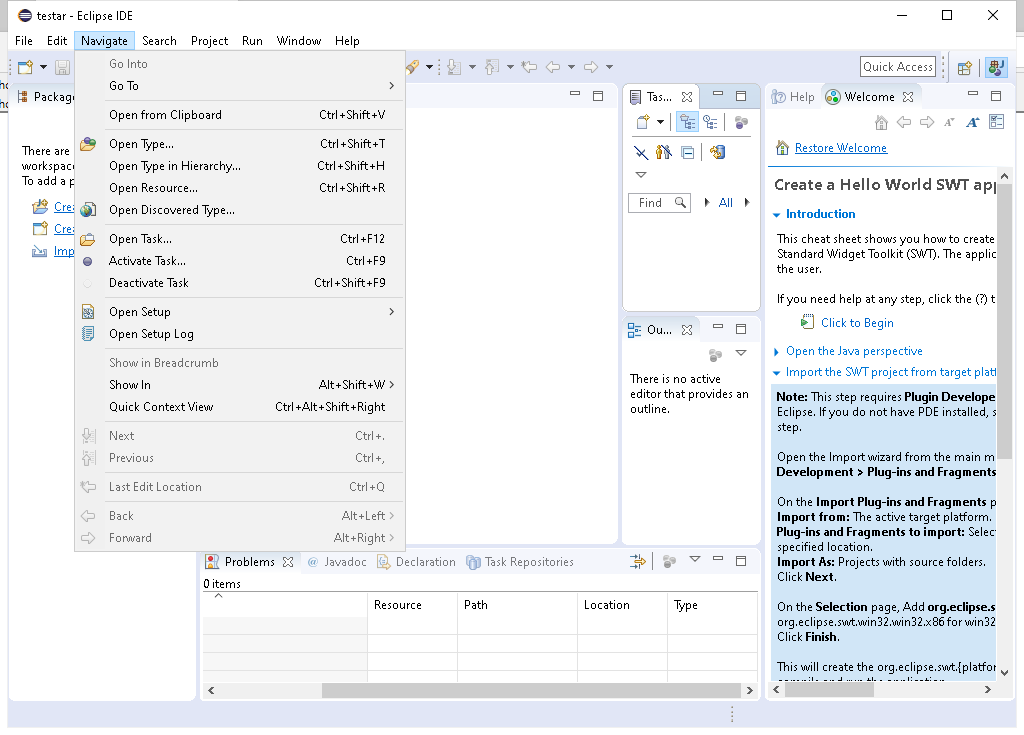 testar - Eclipse IDE
File Edit Navigate Search Project Run Window Help
Quick Access
Package
There are
workspace
To add a p
Imp
Go Into
Go To
Open from Clipboard Ctrl+Shift+V
Open Type... Ctrl+Shift+T
Open Type in Hierarchy... Ctrl+Shift+H
Open Resource... Ctrl+Shift+R
Open Discovered Type...
Open Task... Ctrl+F12
Activate Task... Ctrl+F9
Deactivate Task Ctrl+Shift+F9
Open Setup
Open Setup Log
Show in Breadcrumb
Show In Alt+Shift+W
Quick Context View Ctrl+Alt+Shift+Right
Next Ctrl+.
Previous Ctrl+,
Last Edit Location Ctrl+Q
Back Alt+Left
Forward Alt+Right
Tas...
Find All
Ou...
There is no active
editor that provides an
outline.
Problems @ Javadoc Declaration Task Repositories
0 items
Resource Path Location Type
Help Welcome
Restore Welcome
Create a Hello World SWT app
Introduction
This cheat sheet shows you how to create
Standard Widget Toolkit (SWT). The applic
the user.
If you need help at any step, click the (?) t
Click to Begin
Open the Java perspective
Import the SWT project from target platf
Note: This step requires Plugin Develope
Eclipse. If you do not have PDE installed, s
step.
Open the Import wizard from the main m
Development > Plug-ins and Fragments
On the Import Plug-ins and Fragments p
Import from: The active target platform.
Plug-ins and Fragments to import: Selec
specified location.
Import As: Projects with source folders.
Click Next.
On the Selection page, Add org.eclipse.s
org.eclipse.swt.win32.win32.x86 for win32
Click Finish.
This will create the org.eclipse.swt.{platfor
compile and run the application